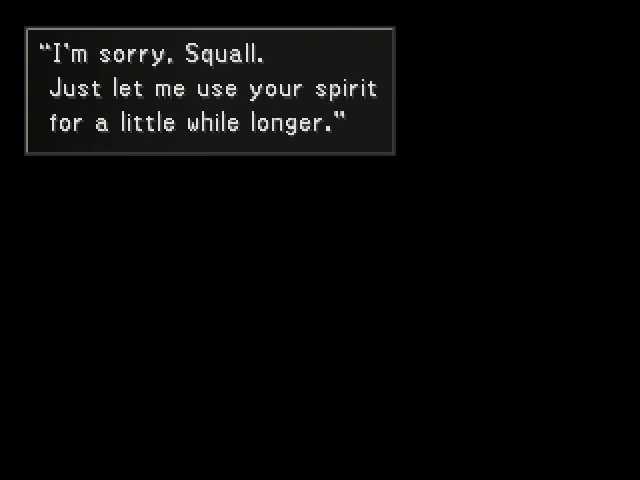 “I'm sorry, Squall.
Just let me use your spirit
for a little while longer.”